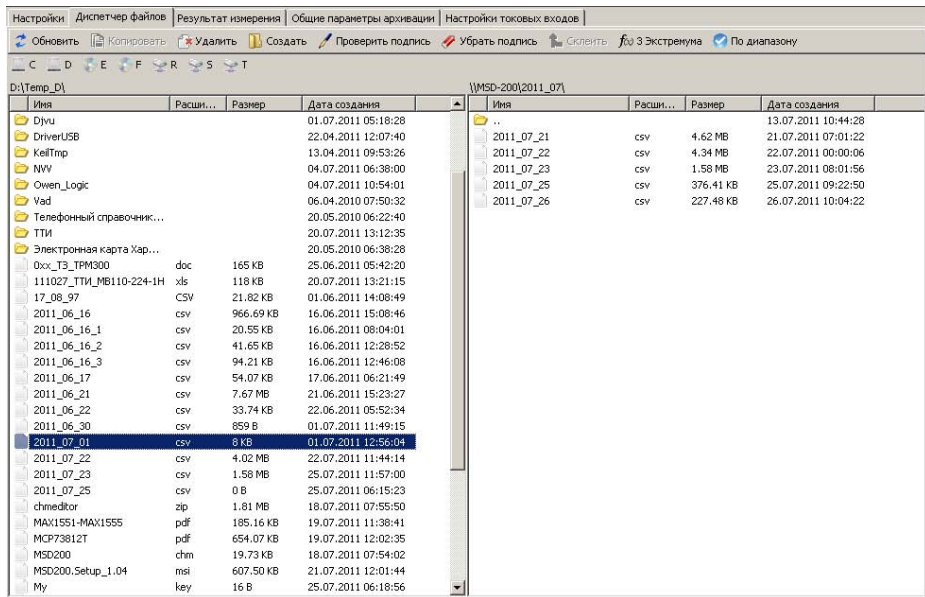 Настройки Диспетчер файлов Результат измерения Общие параметры архивации Настройки токовых входов
Обновить Копировать Удалить Создать Проверить подпись Убрать подпись Склеить f(x) 3 Экстремума По диапазону
C D E F R S T
D:\Temp_D\
Имя Расши... Размер Дата создания
Djvu 01.07.2011 05:18:28
DriverUSB 22.04.2011 12:07:40
KeilTmp 13.04.2011 09:53:26
NVV 04.07.2011 06:38:00
Owen_Logic 04.07.2011 10:54:01
Vad 06.04.2010 07:50:32
Телефонный справочник... 20.05.2010 06:22:40
ТТИ 20.07.2011 13:12:35
Электронная карта Хар... 20.05.2010 06:38:28
0xx_ТЗ_ТРМ300 doc 165 KB 25.06.2011 05:42:20
111027_ТТИ_МВ110-224-1Н xls 118 KB 20.07.2011 13:21:15
17_08_97 CSV 21.82 KB 01.06.2011 14:08:49
2011_06_16 csv 966.69 KB 16.06.2011 15:08:46
2011_06_16_1 csv 20.55 KB 16.06.2011 08:04:01
2011_06_16_2 csv 41.65 KB 16.06.2011 12:28:52
2011_06_16_3 csv 94.21 KB 16.06.2011 12:46:08
2011_06_17 csv 54.07 KB 17.06.2011 06:21:49
2011_06_21 csv 7.67 MB 21.06.2011 15:23:27
2011_06_22 csv 33.74 KB 22.06.2011 05:52:34
2011_06_30 csv 859 B 01.07.2011 11:49:15
2011_07_01 csv 8 KB 01.07.2011 12:56:04
2011_07_22 csv 4.02 MB 22.07.2011 11:44:14
2011_07_23 csv 1.58 MB 25.07.2011 11:57:00
2011_07_25 csv 0 B 25.07.2011 06:15:23
chmeditor zip 1.81 MB 18.07.2011 07:55:50
MAX1551-MAX1555 pdf 185.16 KB 19.07.2011 11:38:41
MCP73812T pdf 654.07 KB 19.07.2011 12:02:35
MSD200 chm 19.73 KB 18.07.2011 07:54:02
MSD200.Setup_1.04 msi 607.50 KB 21.07.2011 12:01:44
My key 16 B 25.07.2011 06:18:56
\\MSD-200\2011_07\
Имя Расши... Размер Дата создания
.. 13.07.2011 10:44:28
2011_07_21 csv 4.62 MB 21.07.2011 07:01:22
2011_07_22 csv 4.34 MB 22.07.2011 00:00:06
2011_07_23 csv 1.58 MB 23.07.2011 08:01:56
2011_07_25 csv 376.41 KB 25.07.2011 09:22:50
2011_07_26 csv 227.48 KB 26.07.2011 10:04:22